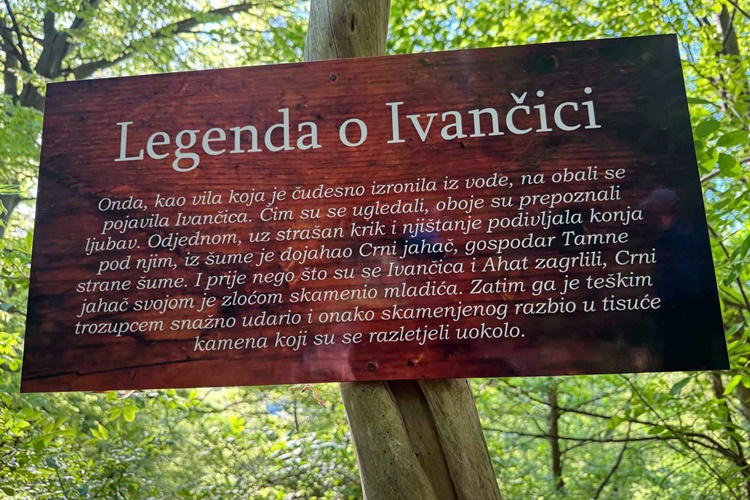 Legenda o Ivančici
Onda, kao vila koja je čudesno izronila iz vode, na obali se
pojavila Ivančica. Čim su se ugledali, oboje su prepoznali
ljubav. Odjednom, uz strašan krik i njištanje podivljala konja
pod njim, iz šume je dojahao Crni jahač, gospodar Tamne
strane šume. I prije nego što su se Ivančica i Ahat zagrlili, Crni
jahač svojom je zloćom skamenio mladića. Zatim ga je teškim
trozupcem snažno udario i onako skamenjenog razbio u tisuće
kamena koji su se razletjeli uokolo.